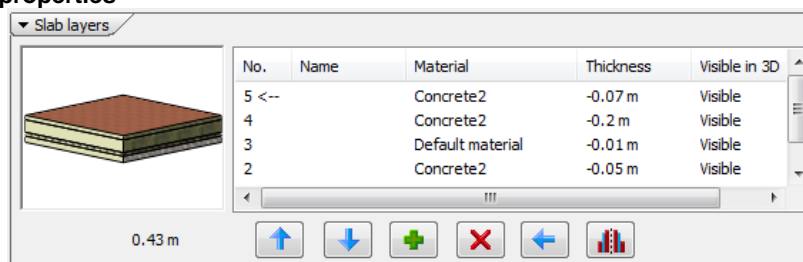 properties
Slab layers
No. Name Material Thickness Visible in 3D
5 <-- Concrete2 -0.07 m Visible
4 Concrete2 -0.2 m Visible
3 Default material -0.01 m Visible
2 Concrete2 -0.05 m Visible
0.43 m